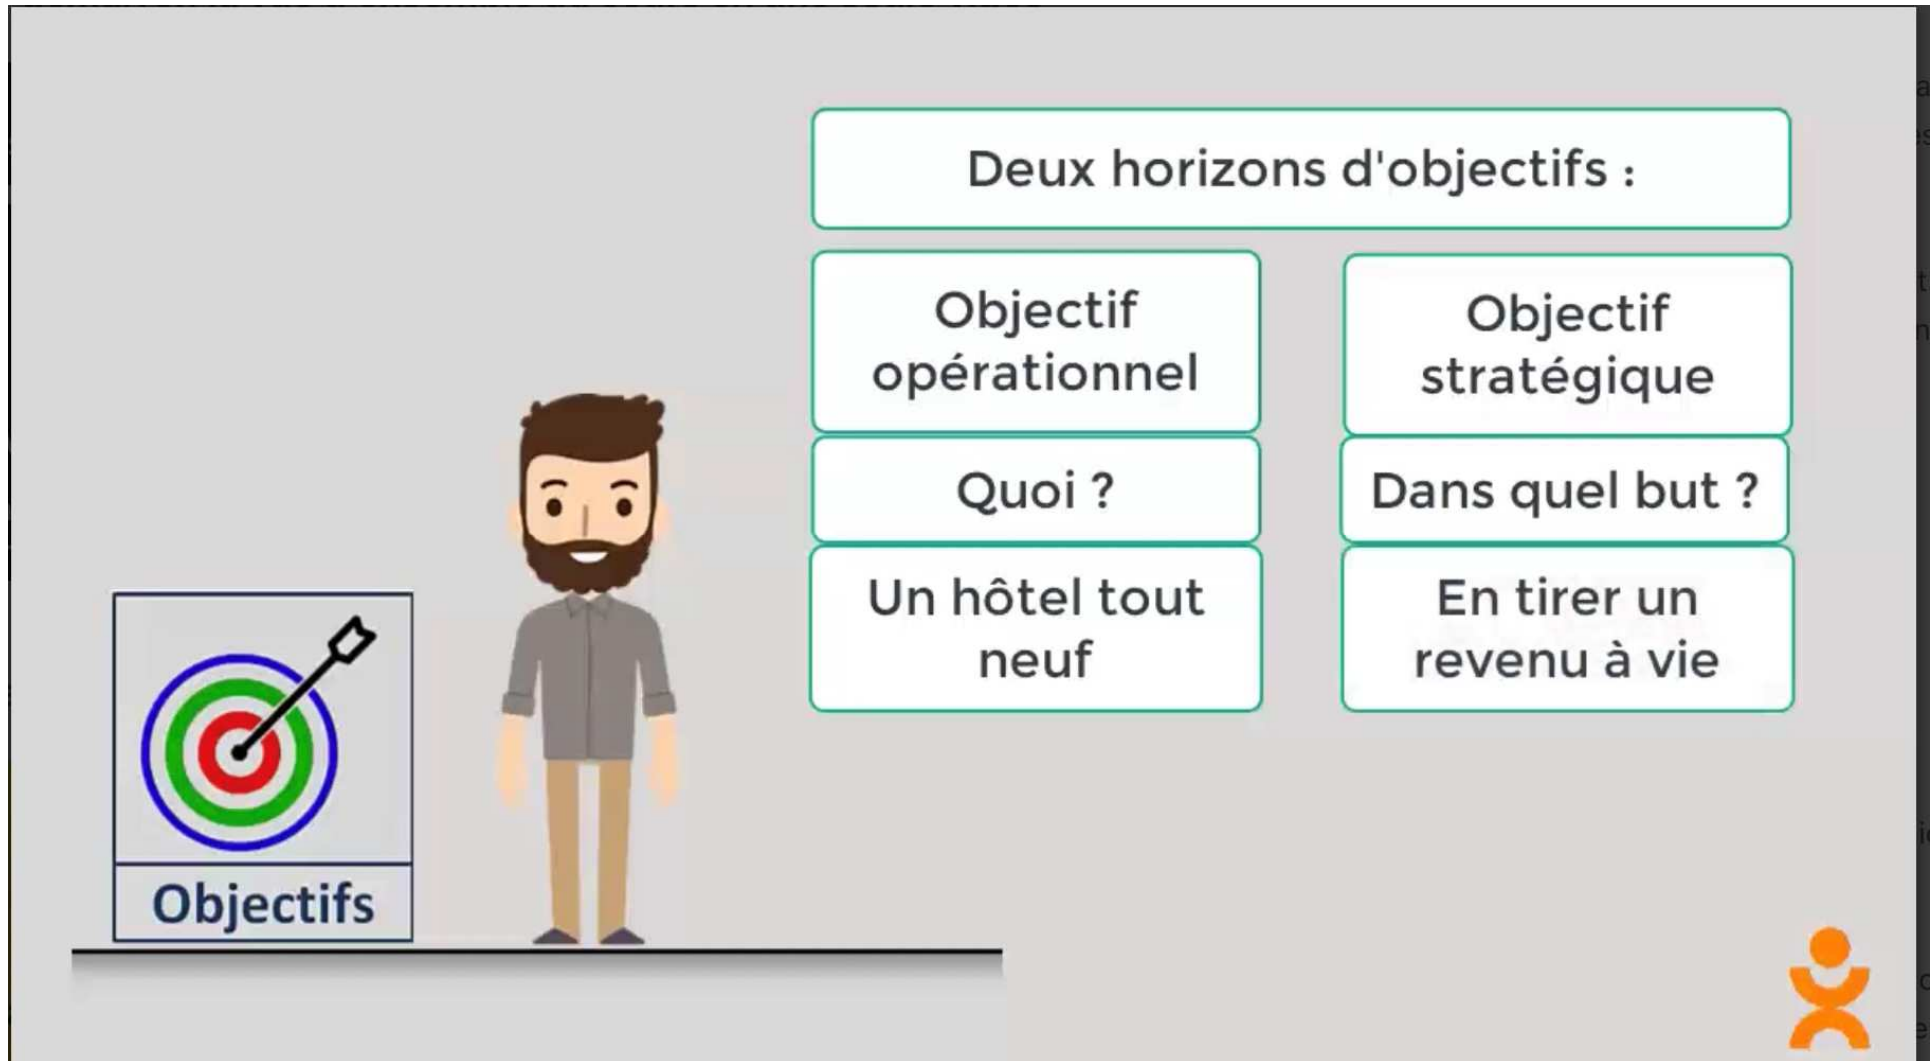 Deux horizons d'objectifs :
Objectif
opérationnel
Objectif
stratégique
Quoi ?
Dans quel but ?
Un hôtel tout
neuf
En tirer un
revenu à vie
Objectifs